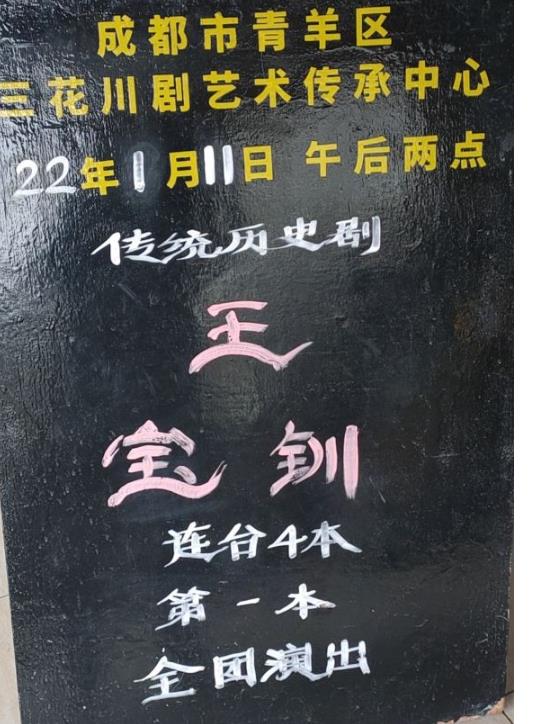 成都市青羊区
三花川剧艺术传承中心
22年1月11日 午后两点
传统历史剧
王
宝钏
连台4本
第一本
全团演出